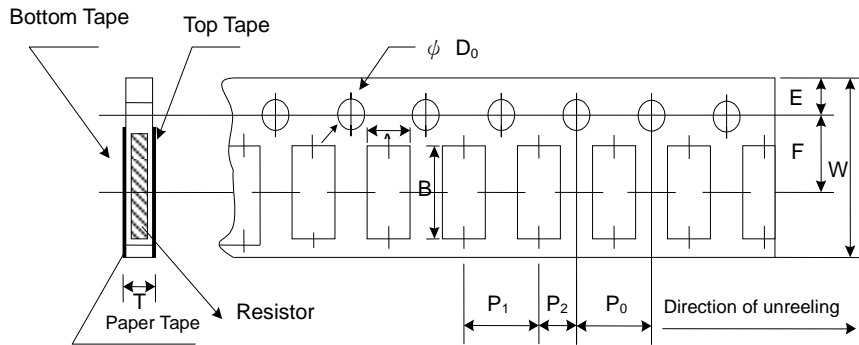 Bottom Tape
Top Tape
ψ D₀
E
F
W
B
T
Paper Tape
Resistor
P₁
P₂
P₀
Direction of unreeling